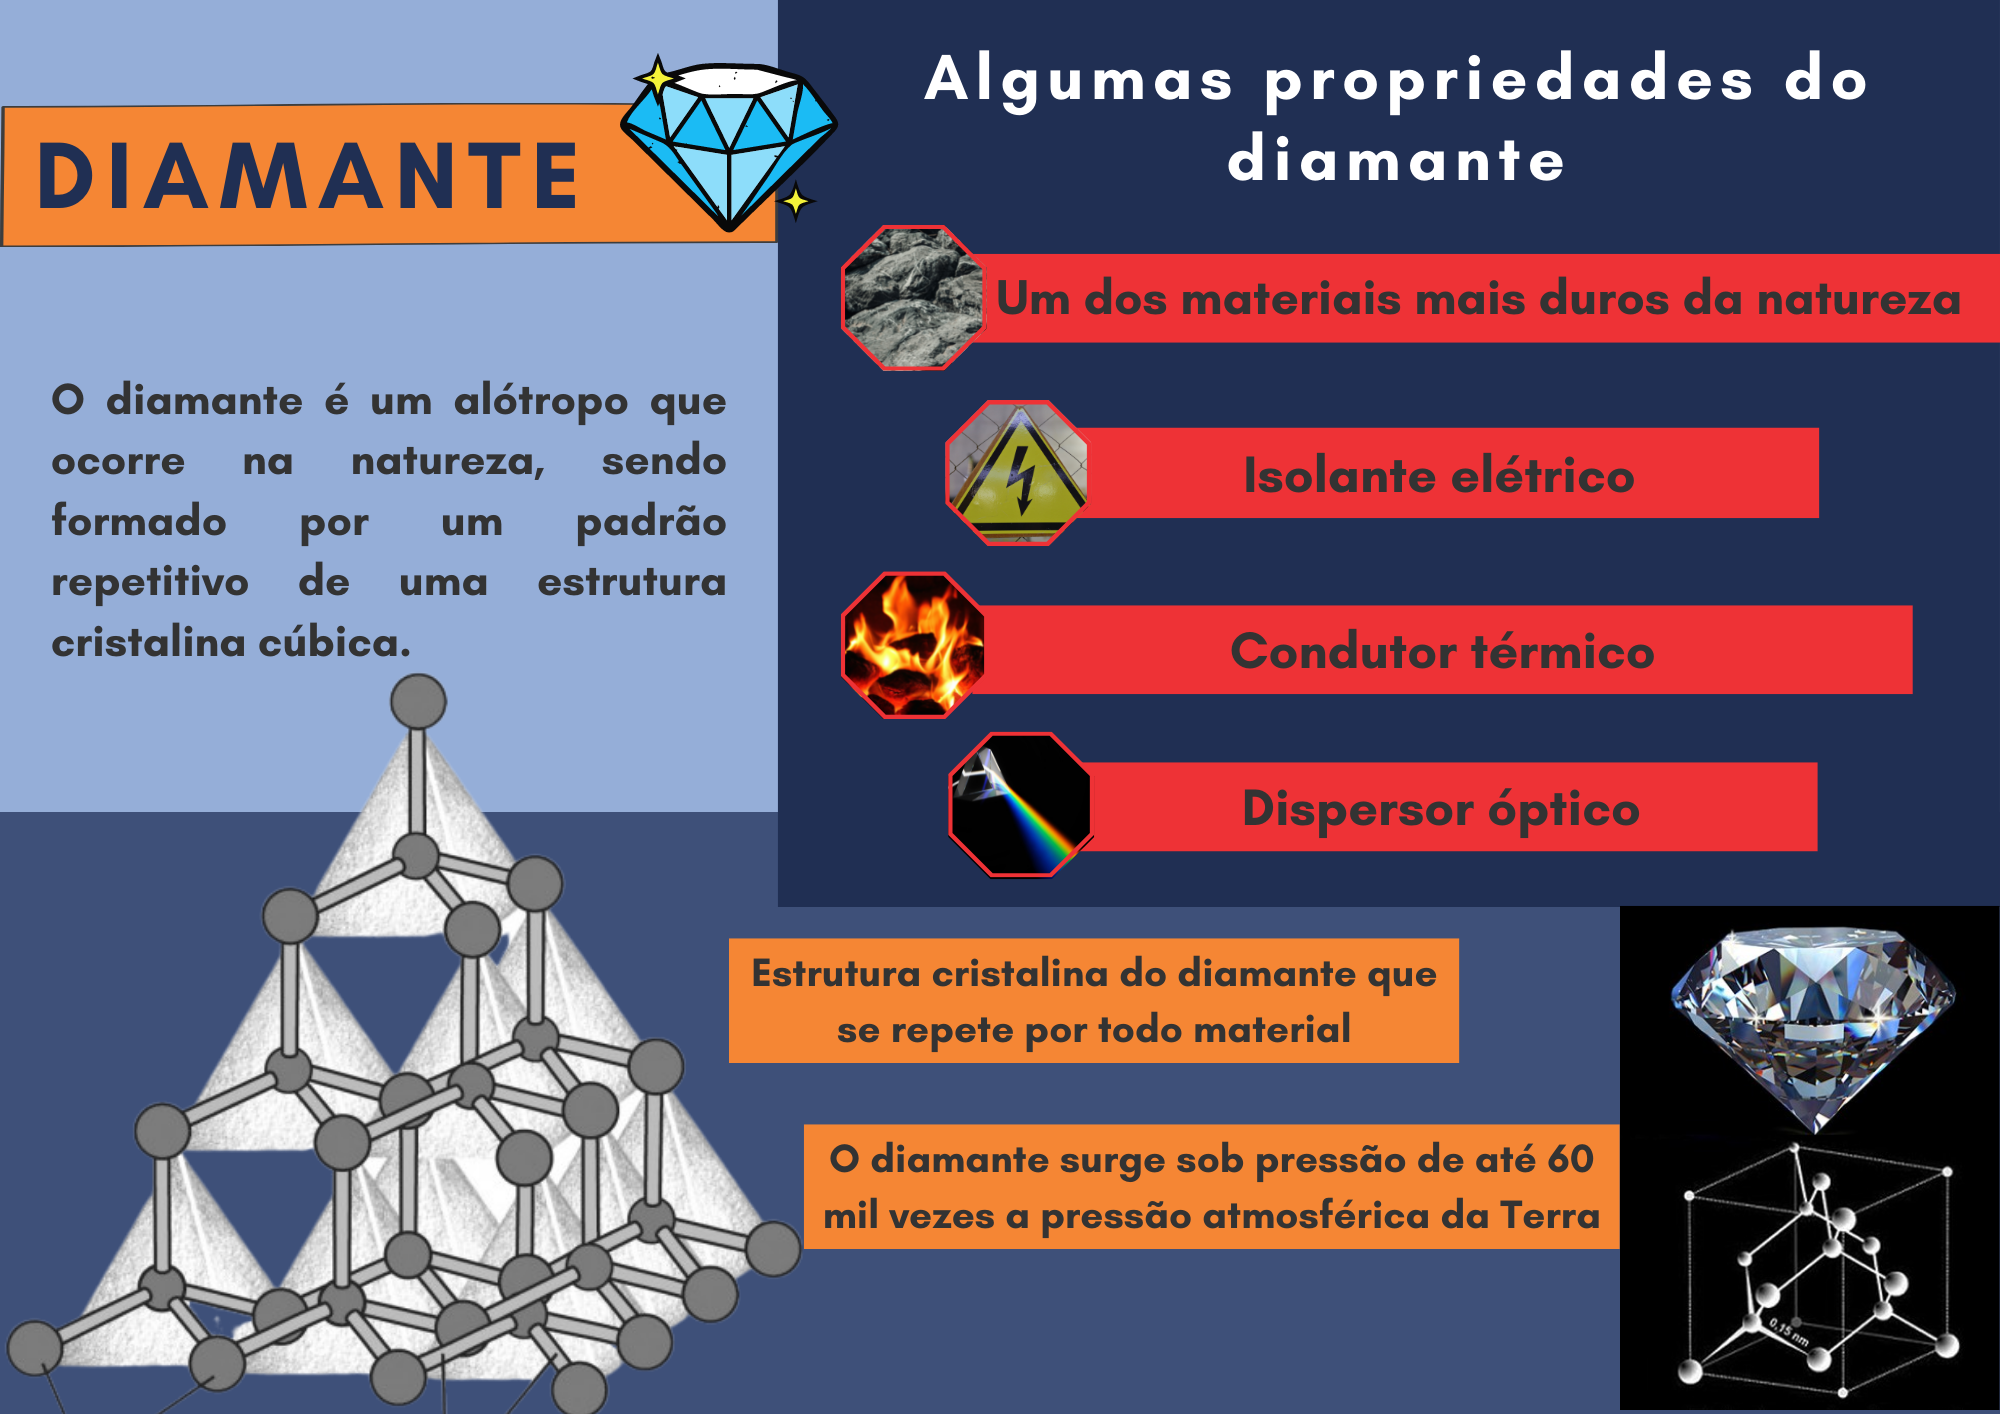 DIAMANTE
O diamante é um alótropo que
ocorre na natureza, sendo
formado por um padrão
repetitivo de uma estrutura
cristalina cúbica.
Algumas propriedades do
diamante
Um dos materiais mais duros da natureza
Isolante elétrico
Condutor térmico
Dispersor óptico
Estrutura cristalina do diamante que
se repete por todo material
O diamante surge sob pressão de até 60
mil vezes a pressão atmosférica da Terra
0,15 nm